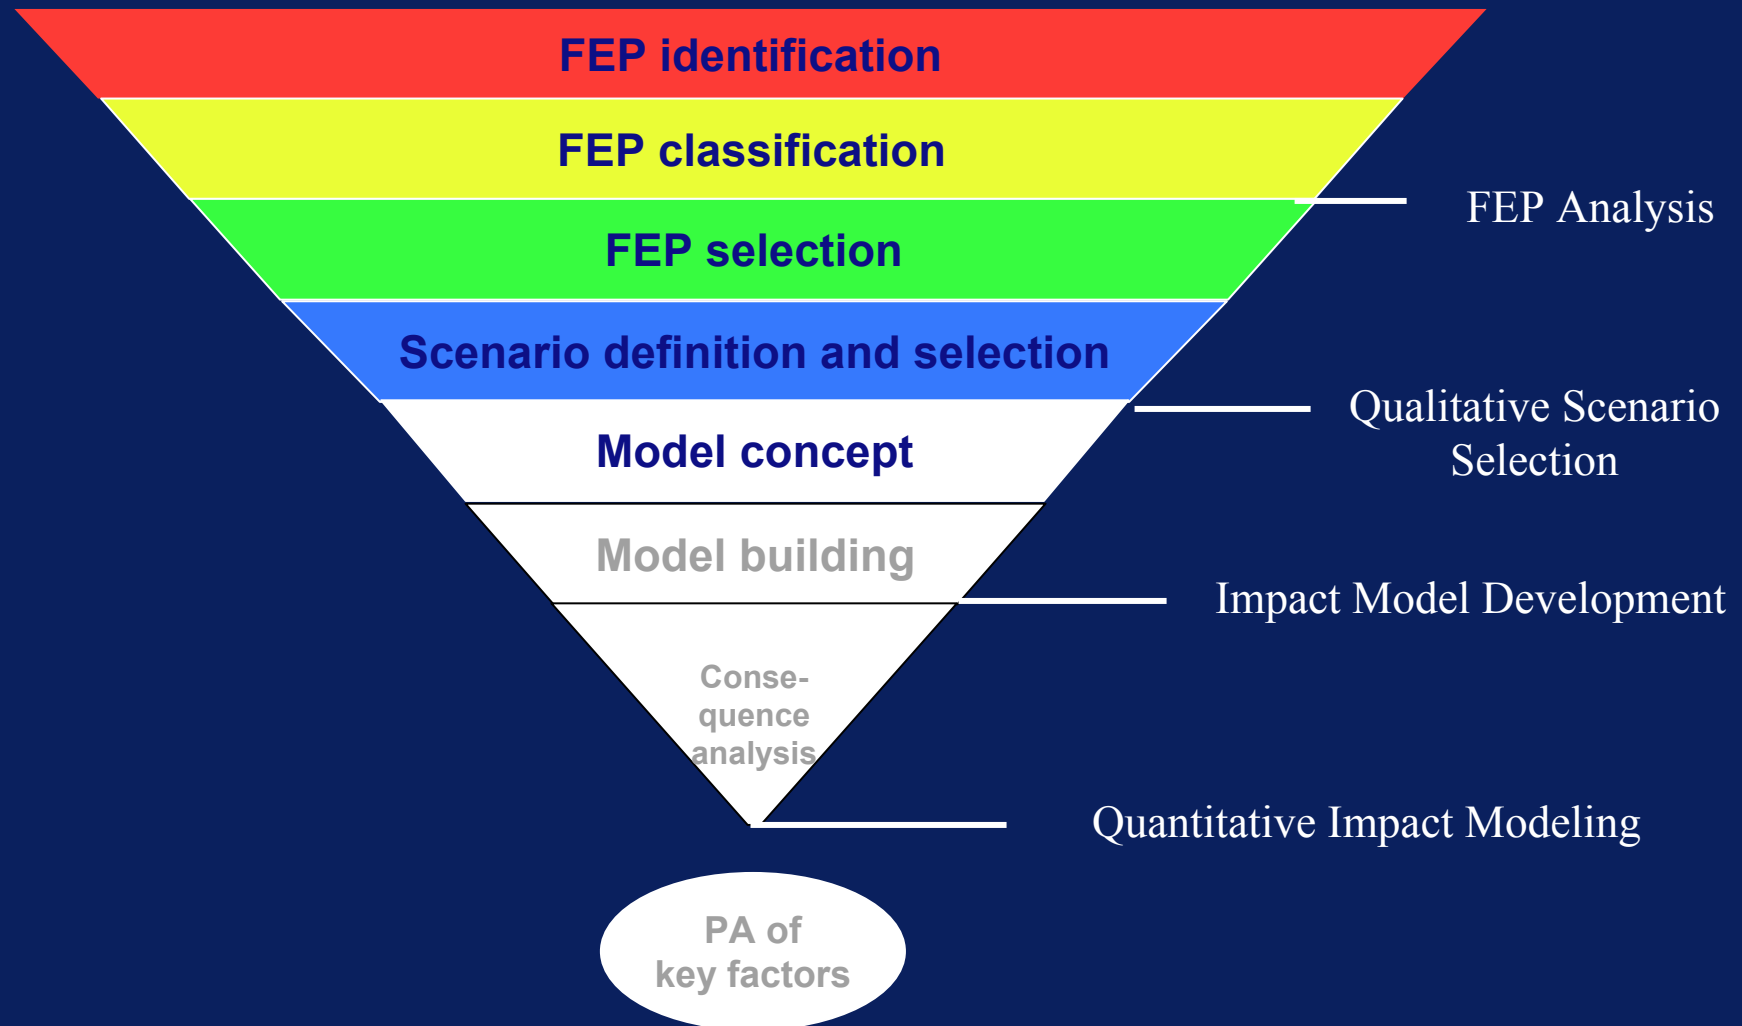 FEP identification
FEP classification
FEP Analysis
FEP selection
Scenario definition and selection
Qualitative Scenario
Selection
Model concept
Model building
Impact Model Development
Conse-
quence
analysis
Quantitative Impact Modeling
PA of
key factors